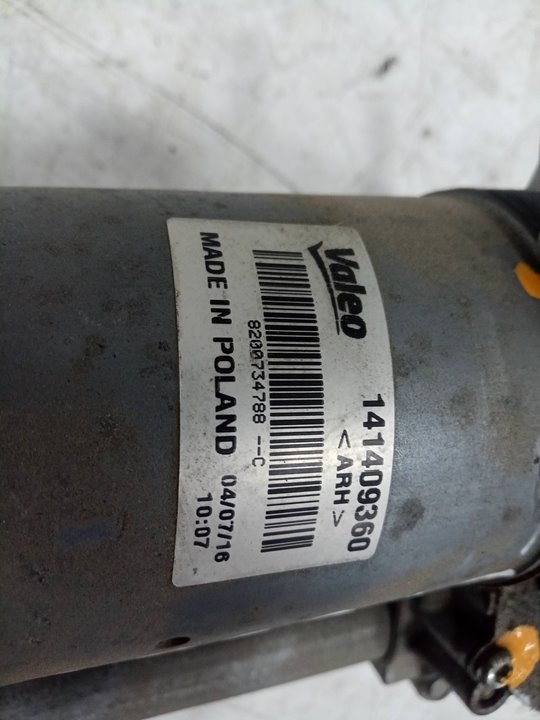 Valeo
141409360
< ARH >
8200734788 --C
MADE IN POLAND 04/07/16
10:07